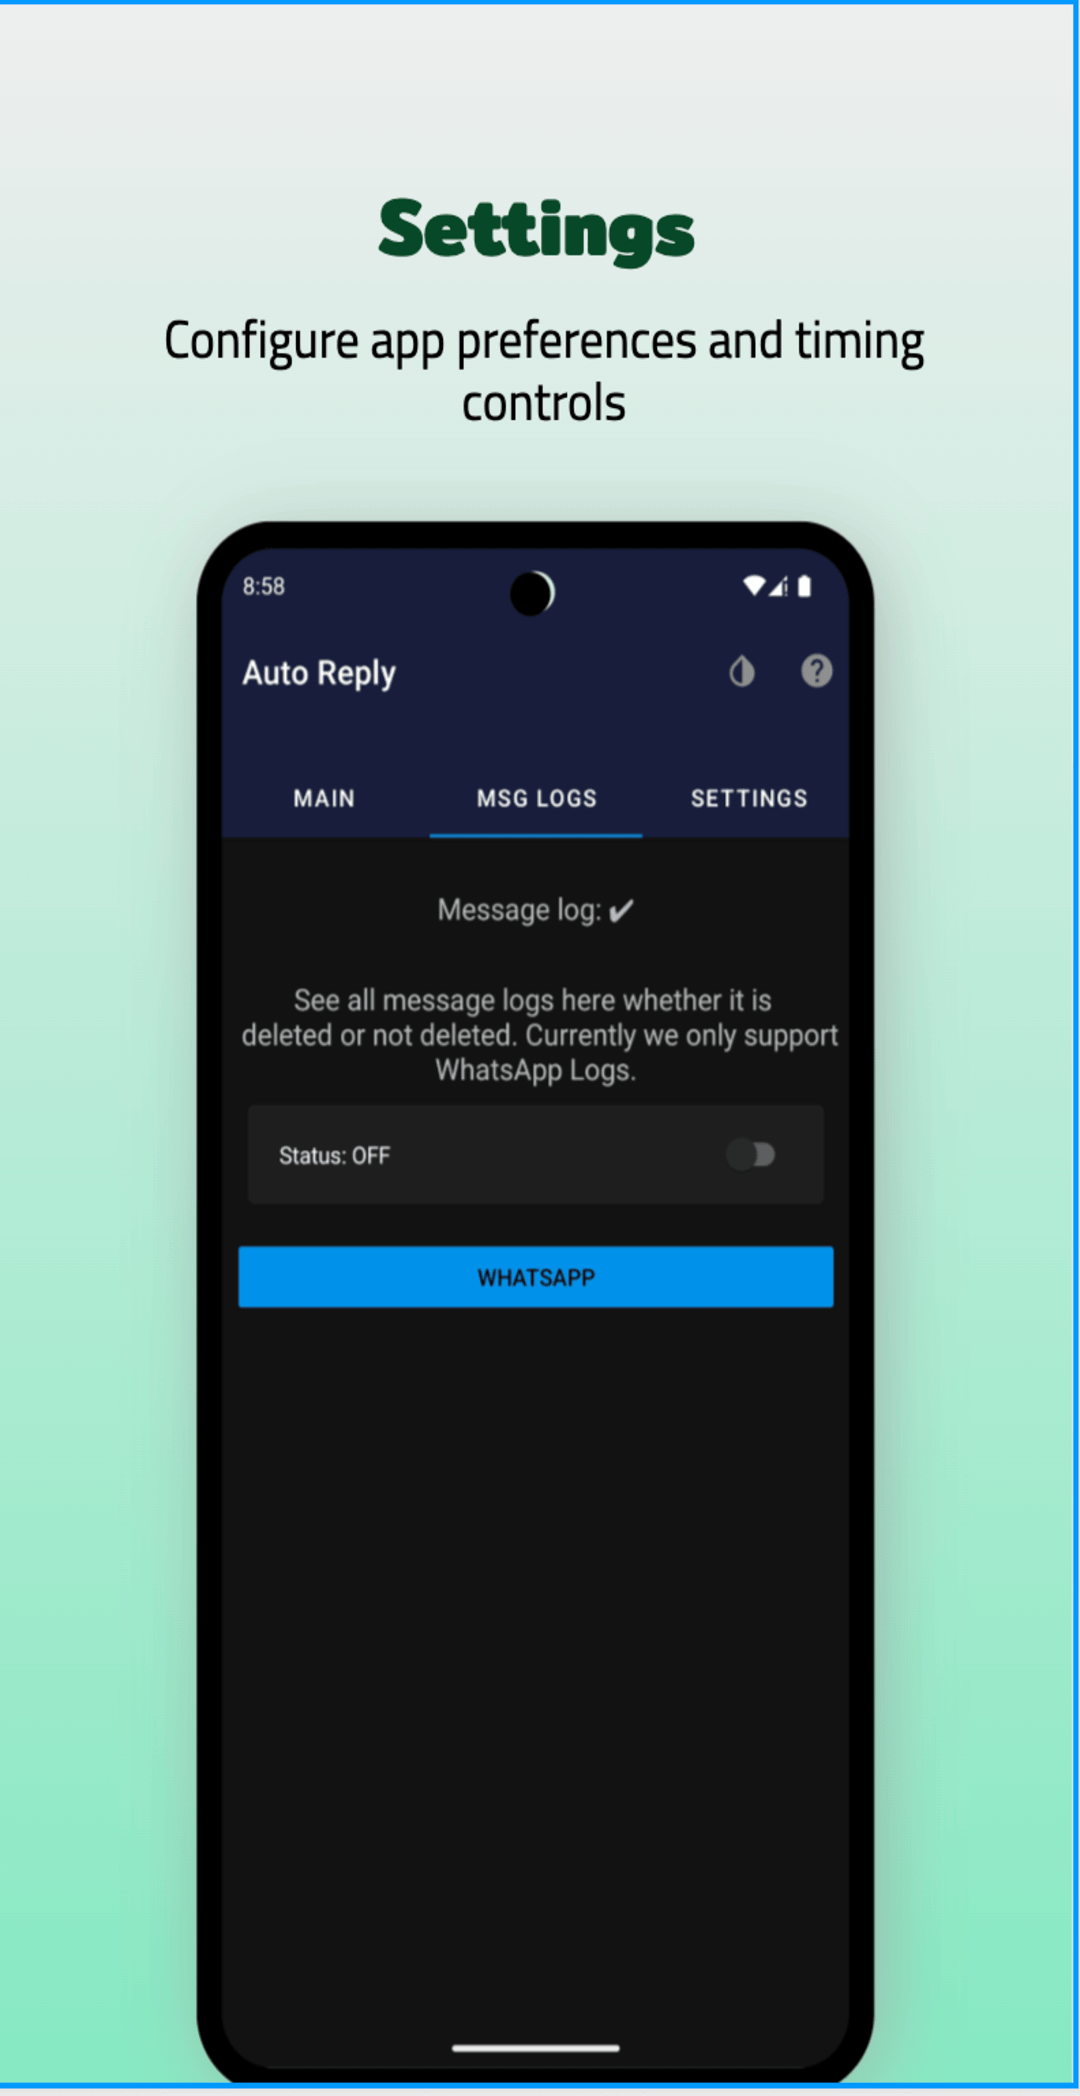 Settings
Configure app preferences and timing
controls
8:58
Auto Reply
MAIN MSG LOGS SETTINGS
Message log: ✔
See all message logs here whether it is
deleted or not deleted. Currently we only support
WhatsApp Logs.
Status: OFF
WHATSAPP